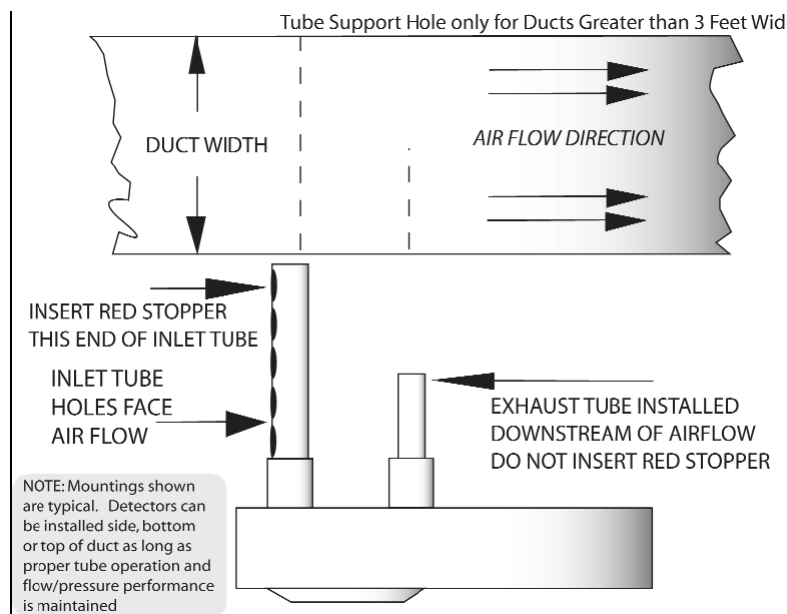 Tube Support Hole only for Ducts Greater than 3 Feet Wid
DUCT WIDTH
AIR FLOW DIRECTION
INSERT RED STOPPER
THIS END OF INLET TUBE
INLET TUBE
HOLES FACE
AIR FLOW
EXHAUST TUBE INSTALLED
DOWNSTREAM OF AIRFLOW
DO NOT INSERT RED STOPPER
NOTE: Mountings shown
are typical. Detectors can
be installed side, bottom
or top of duct as long as
proper tube operation and
flow/pressure performance
is maintained